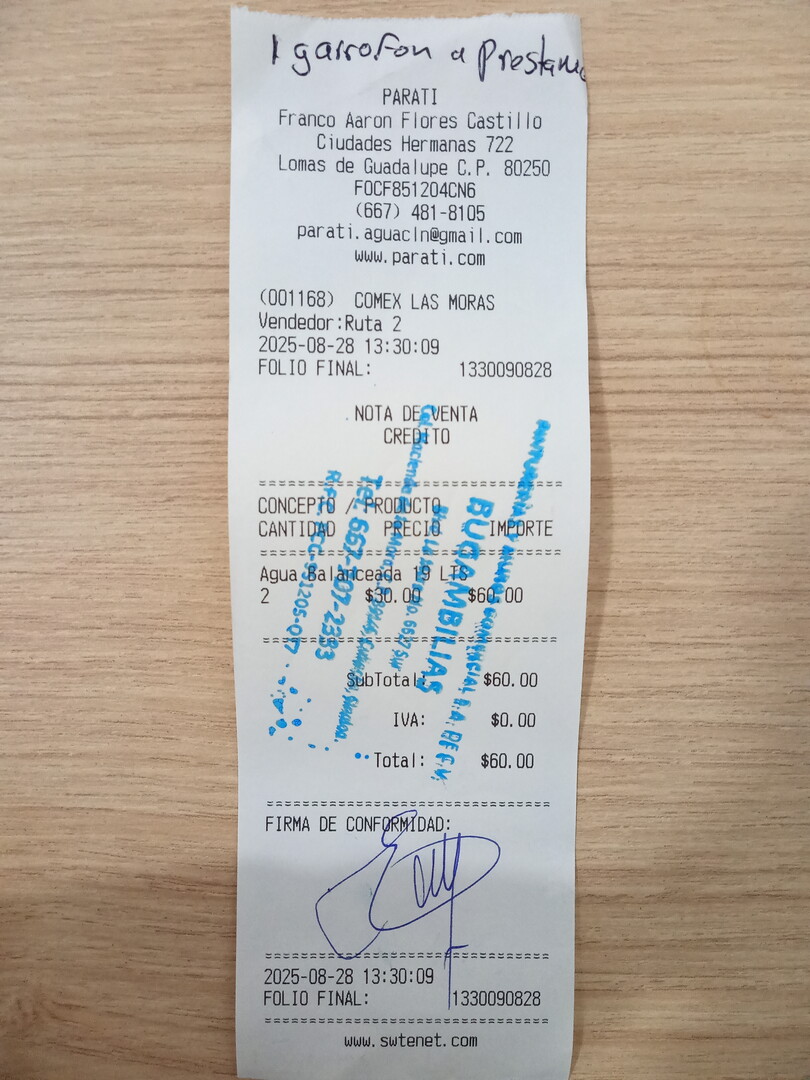 1 garrofon a Prestamo
PARATI
Franco Aaron Flores Castillo
Ciudades Hermanas 722
Lomas de Guadalupe C.P. 80250
FOCF851204CN6
(667) 481-8105
parati.aguacln@gmail.com
www.parati.com
(001168) COMEX LAS MORAS
Vendedor:Ruta 2
2025-08-28 13:30:09
FOLIO FINAL: 1330090828
NOTA DE VENTA
CREDITO
CONCEPTO / PRODUCTO
CANTIDAD PRECIO IMPORTE
Agua Balanceada 19 LTS
2 $30.00 $60.00
SubTotal: $60.00
IVA: $0.00
Total: $60.00
BUGAMBILIAS
FIRMA DE CONFORMIDAD:
2025-08-28 13:30:09
FOLIO FINAL: 1330090828
www.swtenet.com